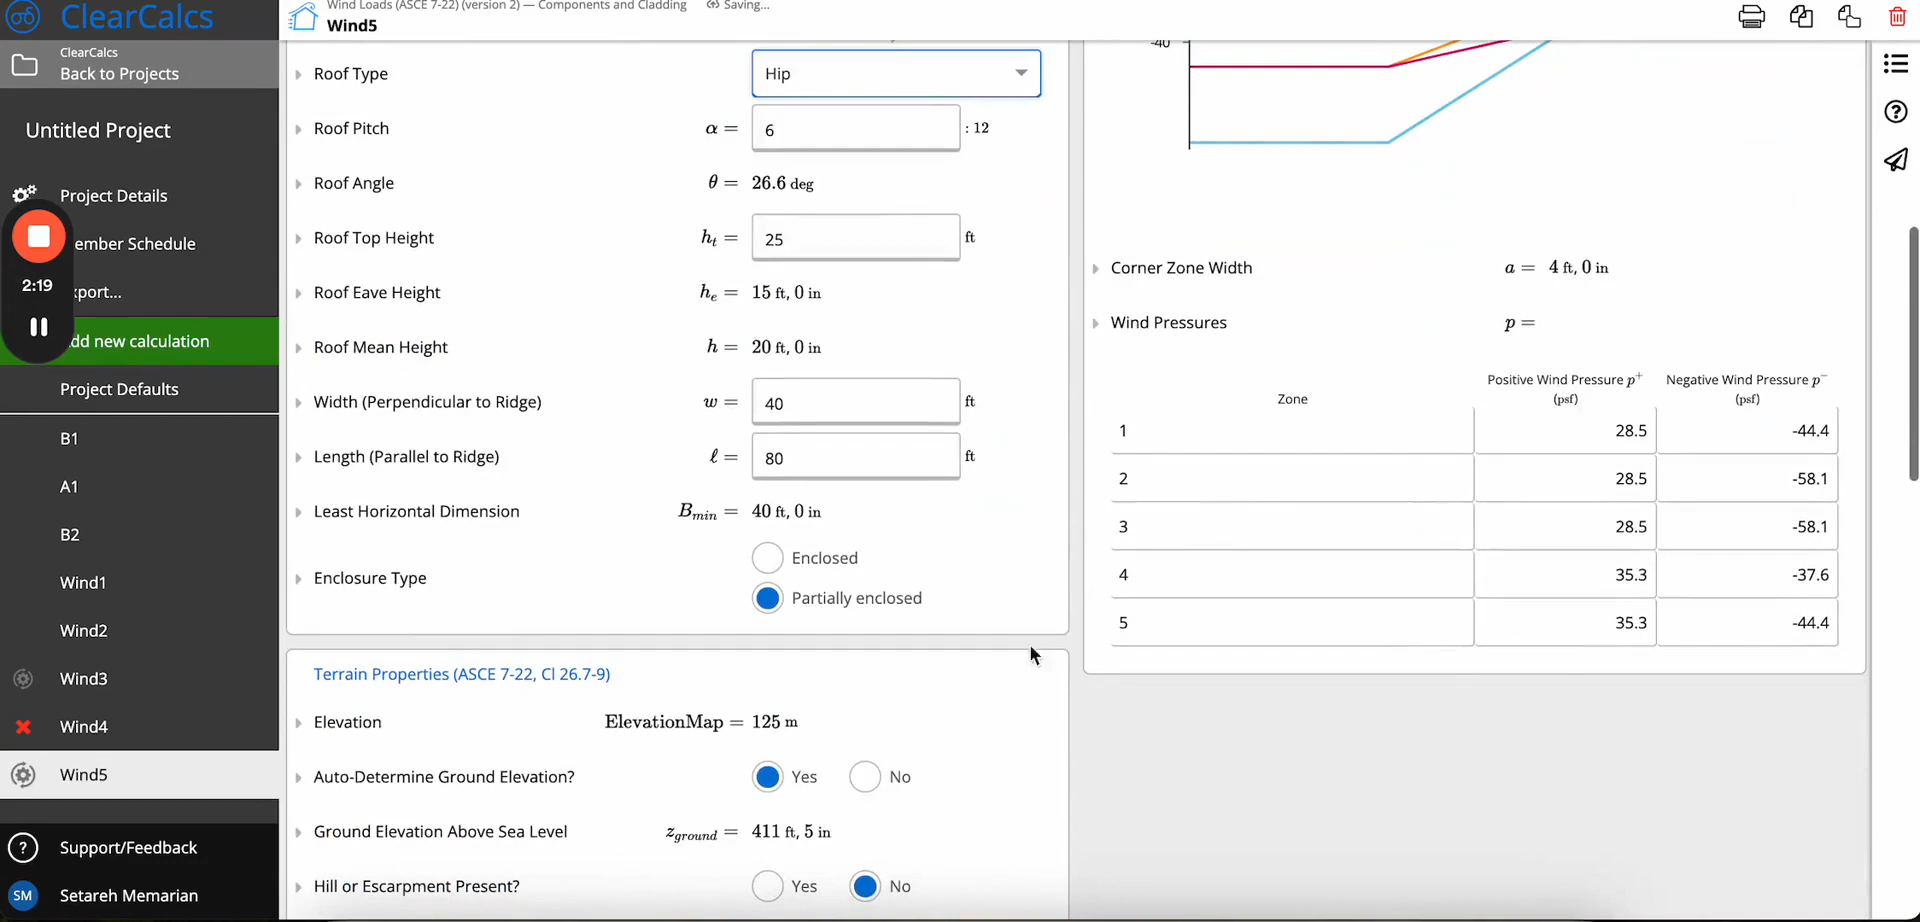 ClearCalcs
Wind Loads (ASCE 7-22) (version 2) — Components and Cladding
Saving...
Wind5
ClearCalcs
Back to Projects
Untitled Project
Project Details
ember Schedule
2:19
xport...
dd new calculation
Project Defaults
B1
A1
B2
Wind1
Wind2
Wind3
Wind4
Wind5
Support/Feedback
SM
Setareh Memarian
Roof Type
Hip
Roof Pitch α = 6 : 12
Roof Angle θ = 26.6 deg
Roof Top Height hₜ = 25 ft
Roof Eave Height hₑ = 15 ft, 0 in
Roof Mean Height h = 20 ft, 0 in
Width (Perpendicular to Ridge) w = 40 ft
Length (Parallel to Ridge) ℓ = 80 ft
Least Horizontal Dimension Bmin = 40 ft, 0 in
Enclosure Type
Enclosed
Partially enclosed
Terrain Properties (ASCE 7-22, Cl 26.7-9)
Elevation ElevationMap = 125 m
Auto-Determine Ground Elevation? Yes No
Ground Elevation Above Sea Level zground = 411 ft, 5 in
Hill or Escarpment Present? Yes No
-40
Corner Zone Width a = 4 ft, 0 in
Wind Pressures p =
Zone
Positive Wind Pressure p⁺
(psf)
Negative Wind Pressure p⁻
(psf)
1 28.5 -44.4
2 28.5 -58.1
3 28.5 -58.1
4 35.3 -37.6
5 35.3 -44.4